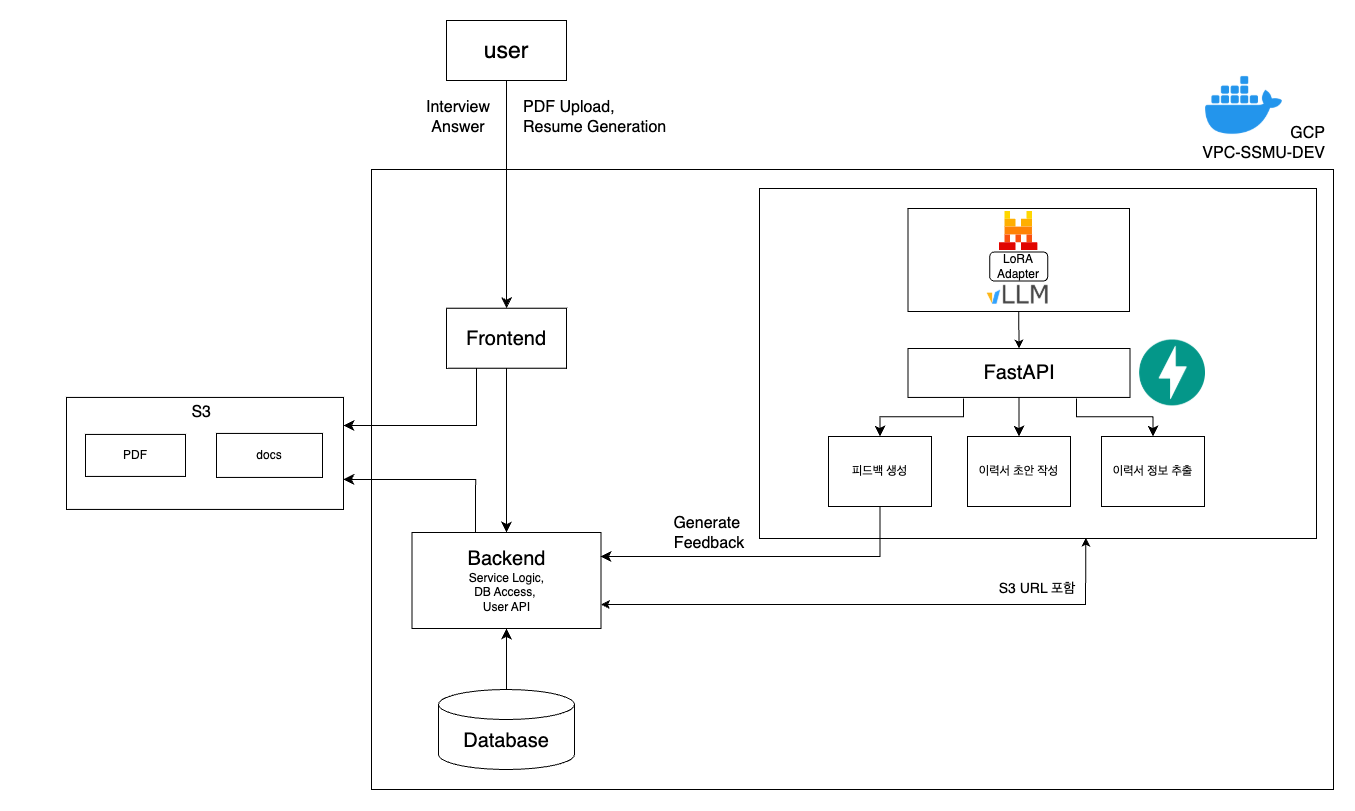 user
Interview
Answer
PDF Upload,
Resume Generation
GCP
VPC-SSMU-DEV
LoRA
Adapter
vLLM
Frontend
FastAPI
S3
PDF
docs
피드백 생성
이력서 초안 작성
이력서 정보 추출
Generate
Feedback
Backend
Service Logic,
DB Access,
User API
S3 URL 포함
Database